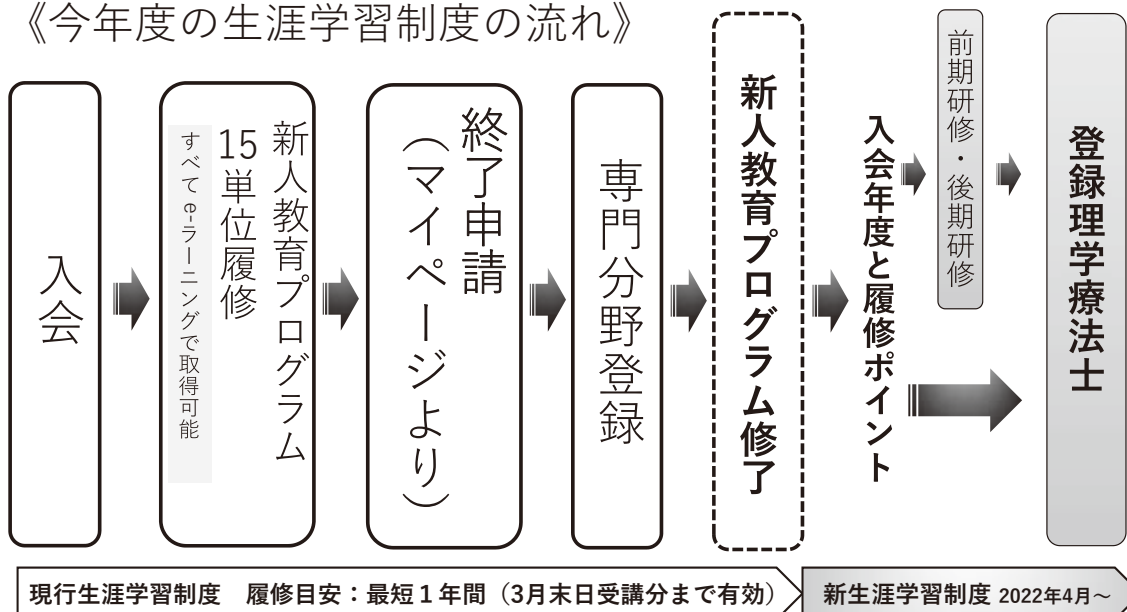 《今年度の生涯学習制度の流れ》
入会
新人教育プログラム
15単位履修
すべてe-ラーニングで取得可能
終了申請
（マイページより）
専門分野登録
新人教育プログラム修了
入会年度と履修ポイント
前期研修・後期研修
登録理学療法士
現行生涯学習制度　履修目安：最短１年間（3月末日受講分まで有効）
新生涯学習制度 2022年4月～